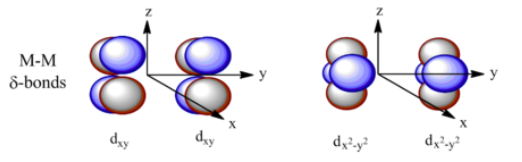 z z
M-M
δ-bonds
y y
x x
dxy dxy dx²-y² dx²-y²